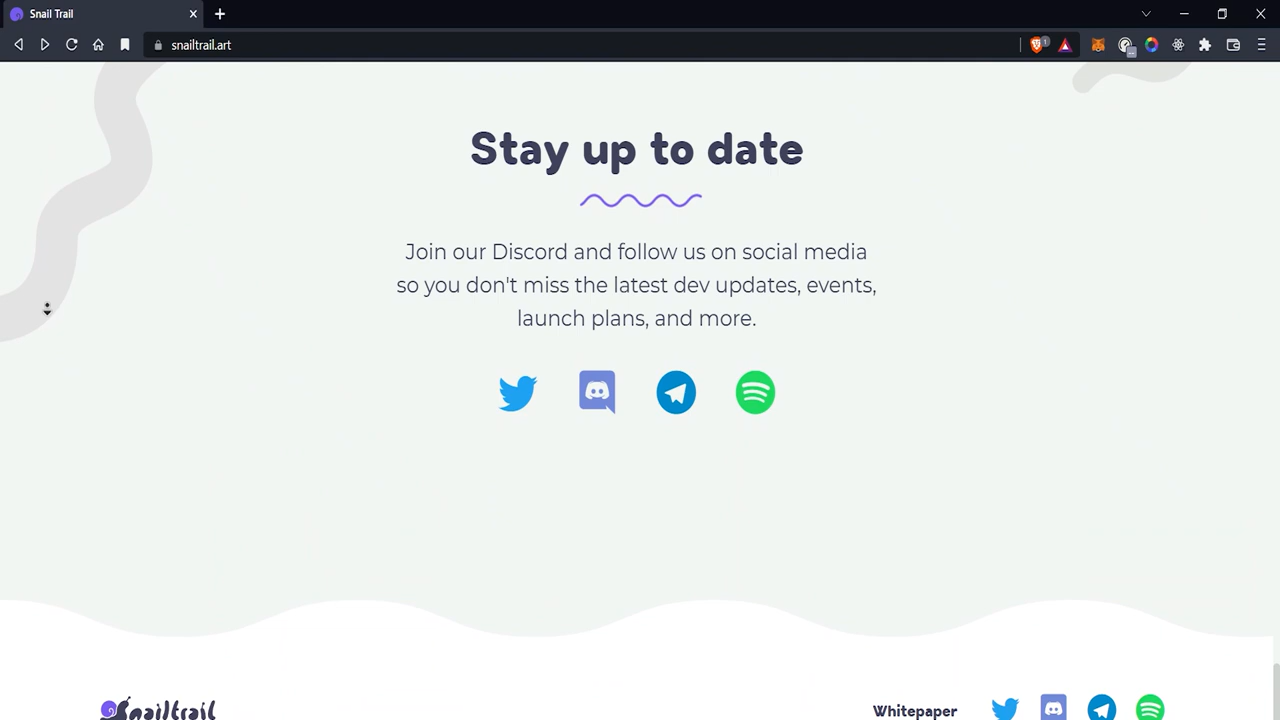 Snail Trail
snailtrail.art
1
Stay up to date
Join our Discord and follow us on social media
so you don't miss the latest dev updates, events,
launch plans, and more.
Snailtrail
Whitepaper